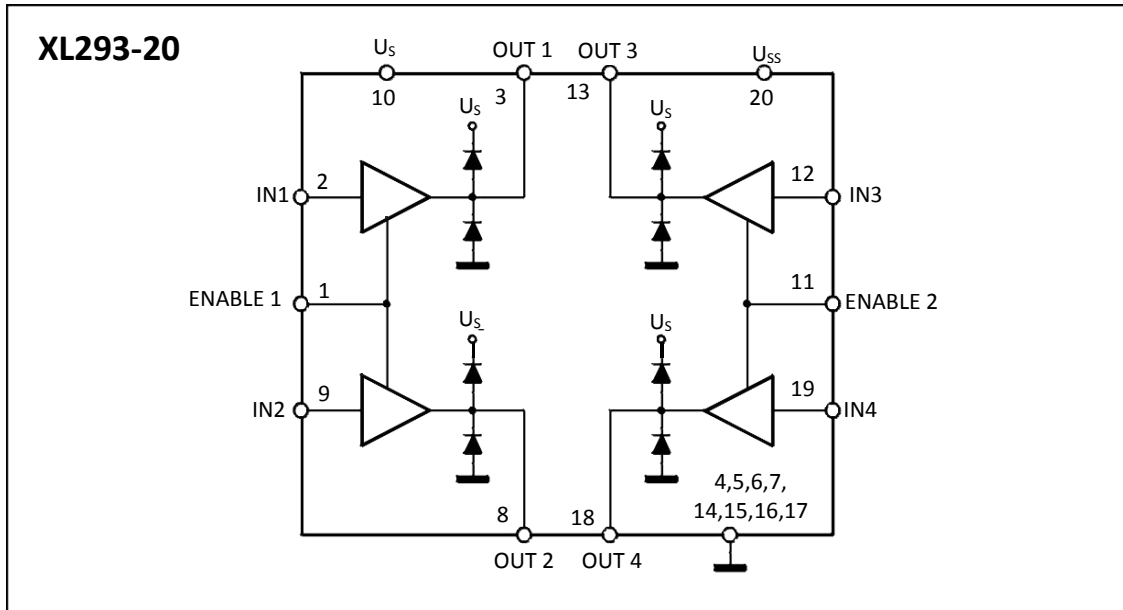 XL293-20
US
OUT 1
OUT 3
USS
10
3
13
20
US
US
IN1
2
12
IN3
ENABLE 1
1
11
ENABLE 2
US
US
IN2
9
19
IN4
4,5,6,7,
14,15,16,17
8
18
OUT 2
OUT 4